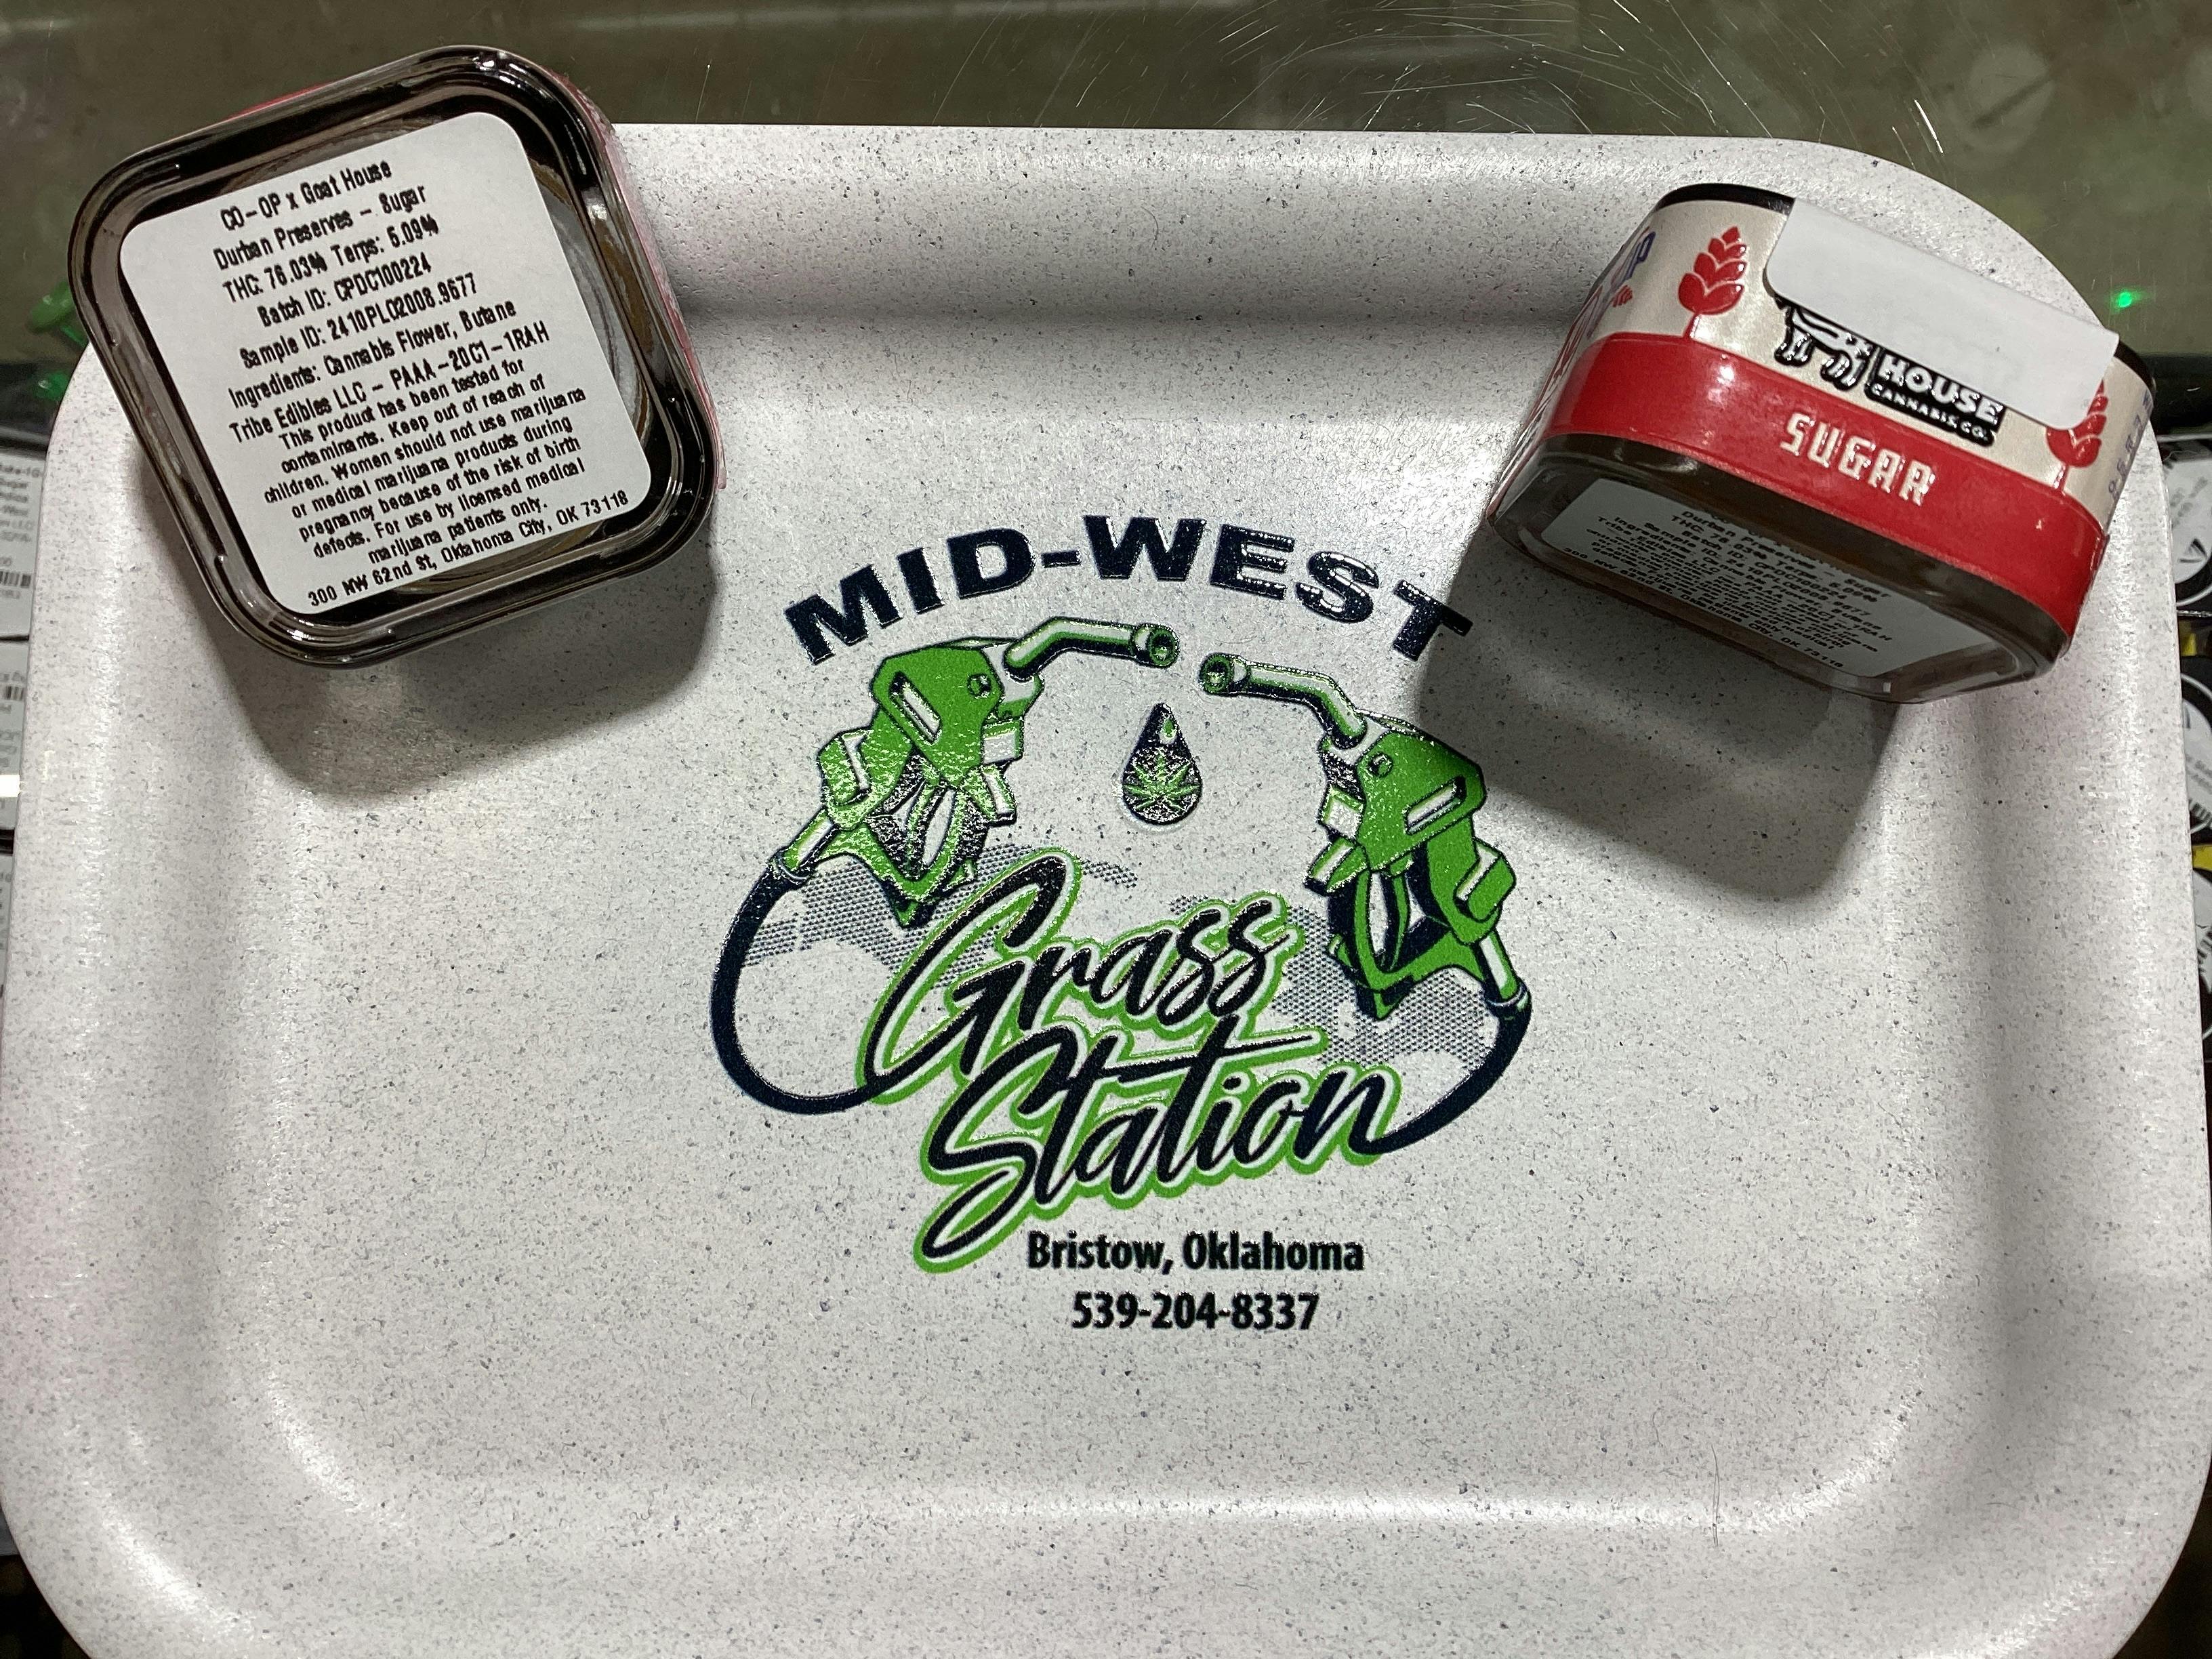 CO-OP x Goat House
Durban Preserves - Sugar
THC: 76.03% Terps: 5.09%
Batch ID: CPDC100224
Sample ID: 2410PLO2008.9677
Ingredients: Cannabis Flower, Butane
Tribe Edibles LLC - PAAA-20C1-1RAH
This product has been tested for
contaminants. Keep out of reach of
children. Women should not use marijuana
or medical marijuana products during
pregnancy because of the risk of birth
defects. For use by licensed medical
marijuana patients only.
300 NW 62nd St, Oklahoma City, OK 73118
HOUSE
CANNABIS CO.
SUGAR
MID-WEST
Grass
Station
Bristow, Oklahoma
539-204-8337